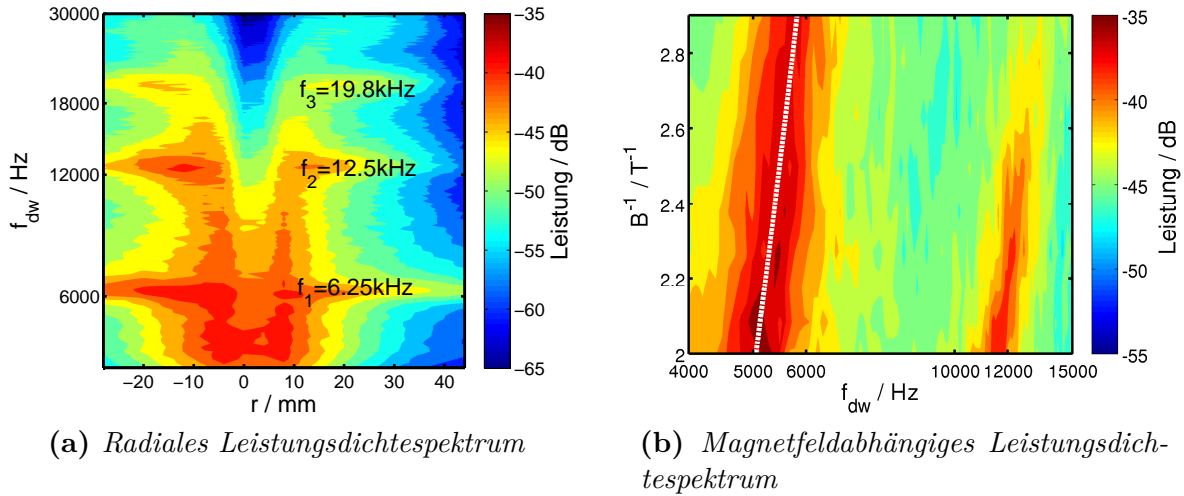 30000
18000
12000
6000
f_dw / Hz
−20
−10
0
10
20
30
40
r / mm
f_3=19.8kHz
f_2=12.5kHz
f_1=6.25kHz
−35
−40
−45
−50
−55
−60
−65
Leistung / dB
2.8
2.6
2.4
2.2
2
B^-1 / T^-1
4000
5000
6000
10000
12000
15000
f_dw / Hz
−35
−40
−45
−50
−55
Leistung / dB
(a) Radiales Leistungsdichtespektrum
(b) Magnetfeldabhängiges Leistungsdich-
tespektrum